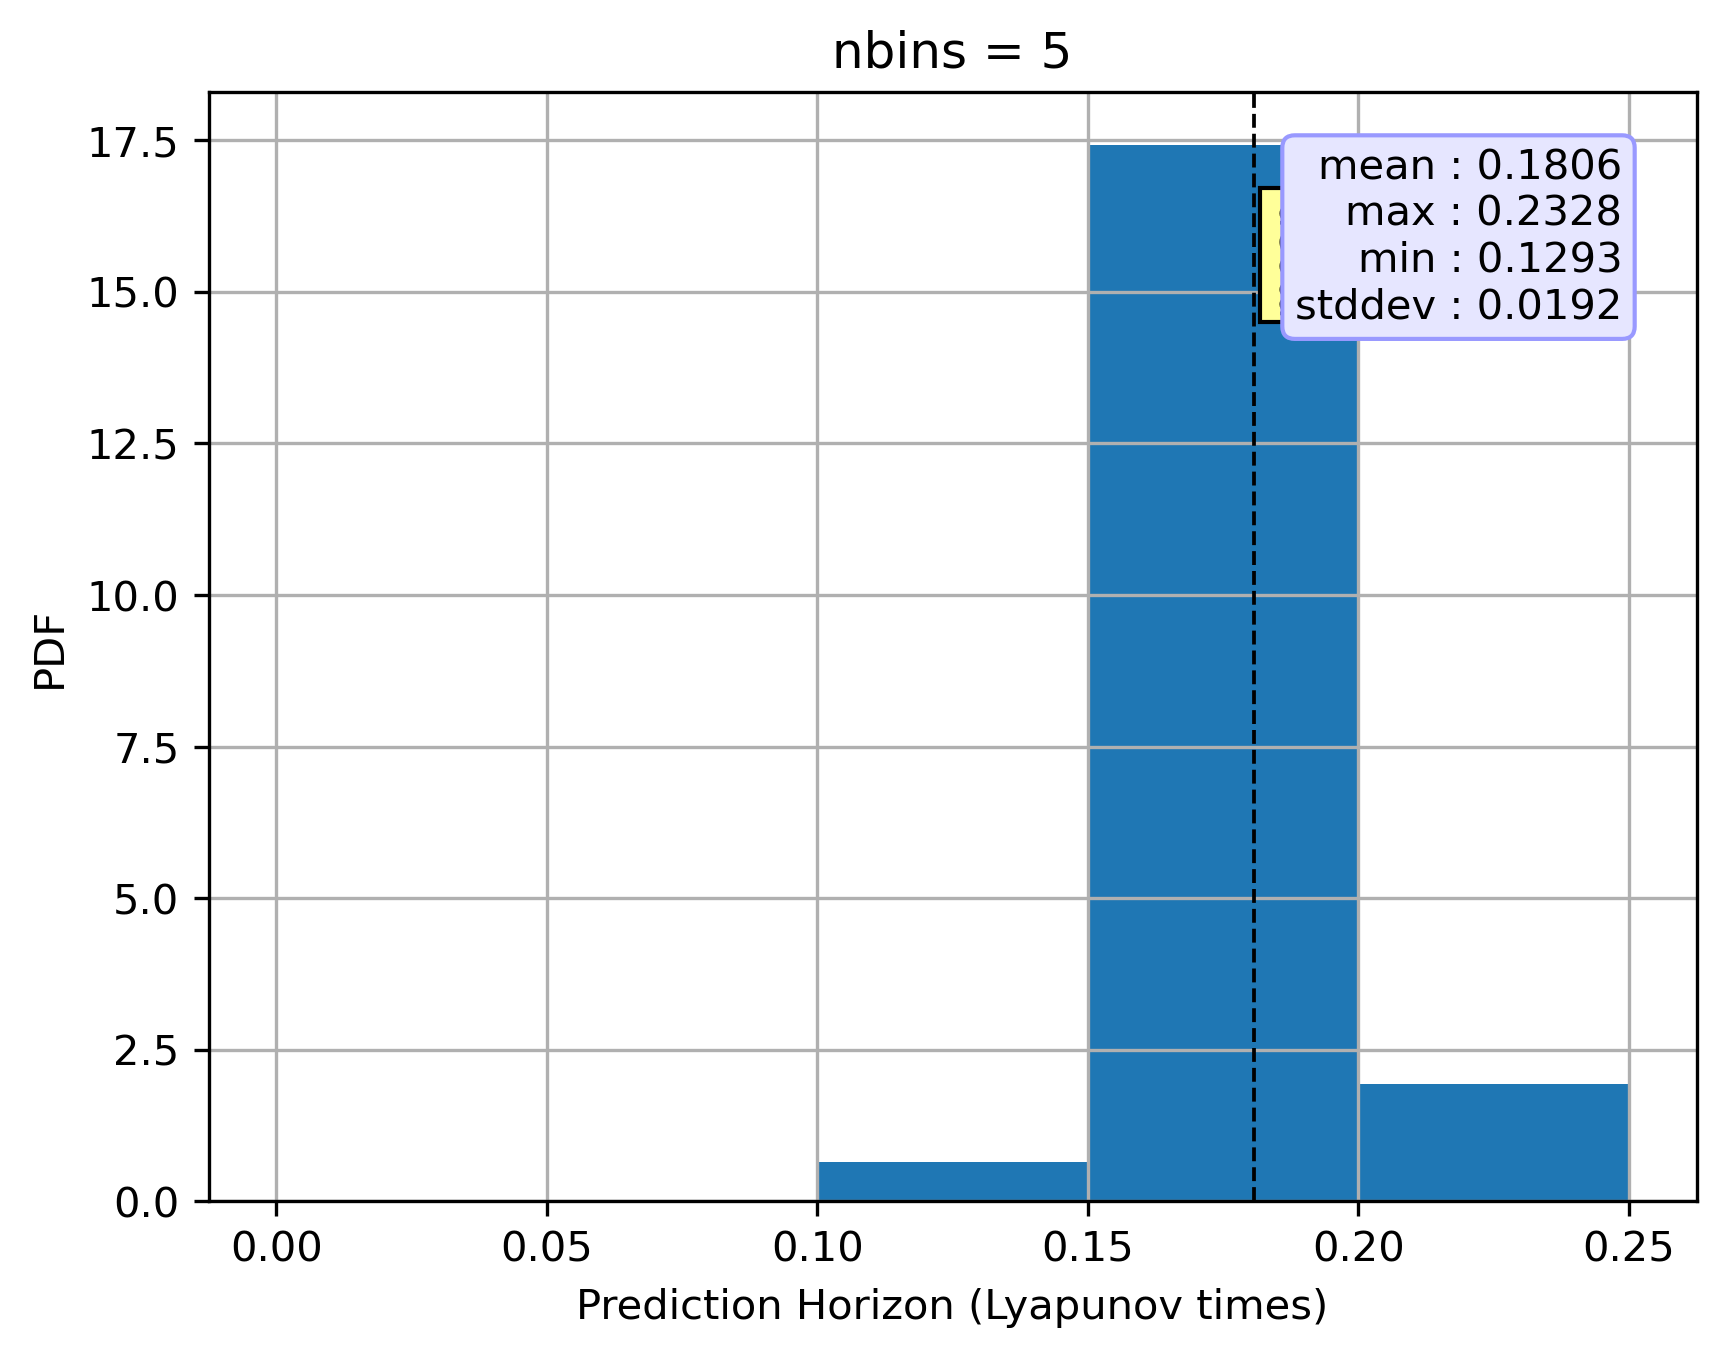 nbins = 5
17.5
15.0
12.5
10.0
7.5
5.0
2.5
0.0
PDF
mean : 0.1806
max : 0.2328
min : 0.1293
stddev : 0.0192
0.00 0.05 0.10 0.15 0.20 0.25
Prediction Horizon (Lyapunov times)